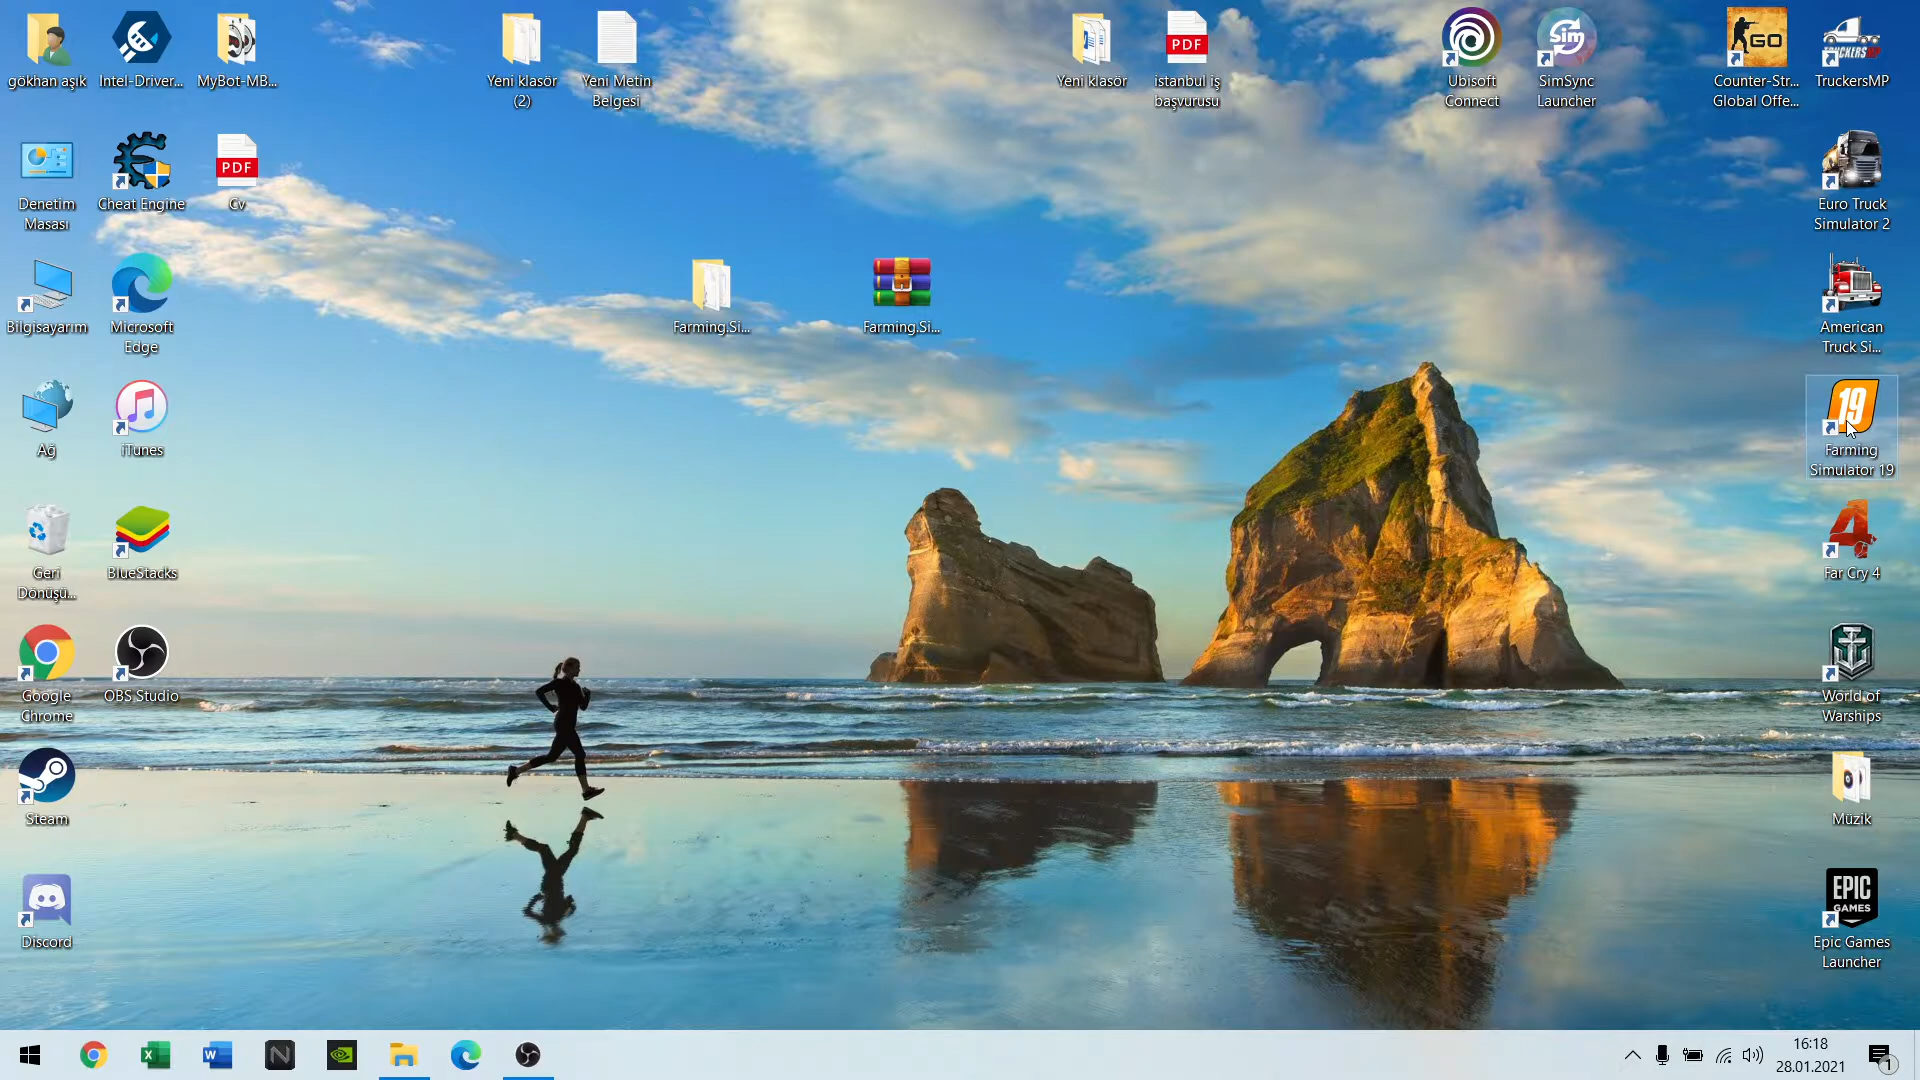 gökhan aşık
Intel-Driver...
MyBot-MB...
Yeni klasör
(2)
Yeni Metin
Belgesi
Yeni klasör
PDF
istanbul iş
başvurusu
Ubisoft
Connect
Sim
SimSync
Launcher
GO
Counter-Str...
Global Offe...
TRUCKERSMP
TruckersMP
Denetim
Masası
Cheat Engine
PDF
Cv
Euro Truck
Simulator 2
Bilgisayarım
Microsoft
Edge
Farming.Si...
Farming.Si...
American
Truck Si...
Ağ
iTunes
19
Farming
Simulator 19
Geri
Dönüşü...
BlueStacks
4
Far Cry 4
Google
Chrome
OBS Studio
World of
Warships
Steam
Müzik
Discord
EPIC
GAMES
Epic Games
Launcher
16:18
28.01.2021
1